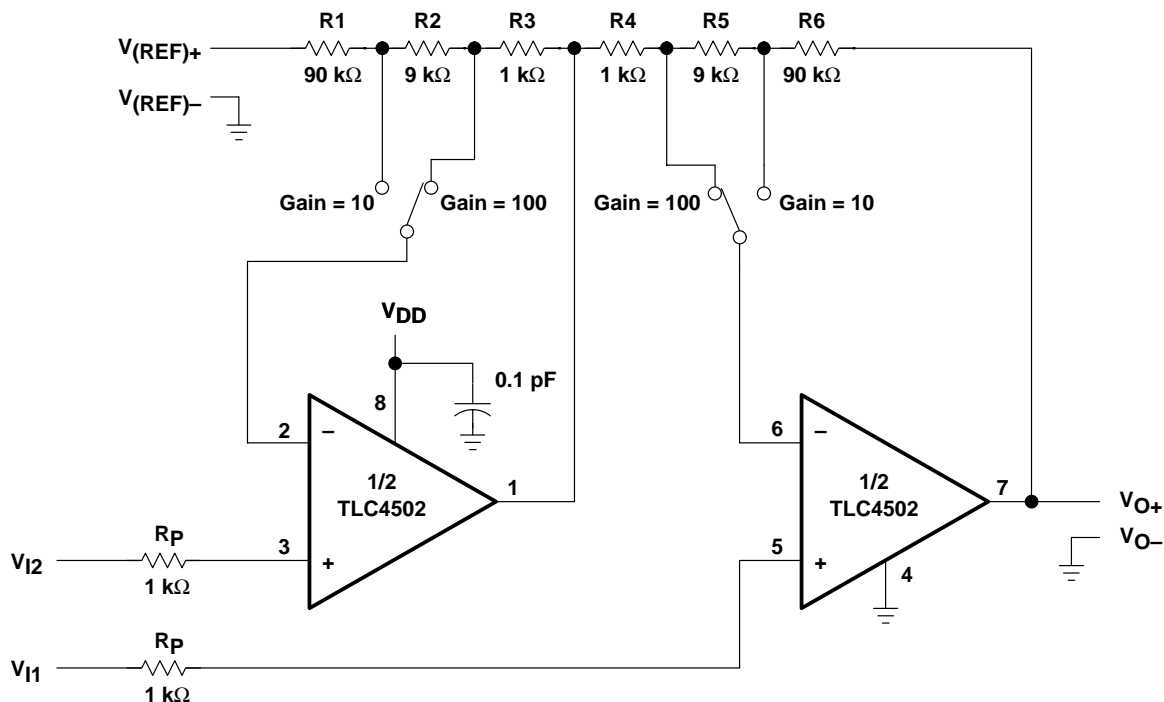 R1 R2 R3 R4 R5 R6
V(REF)+
90 kΩ 9 kΩ 1 kΩ 1 kΩ 9 kΩ 90 kΩ
V(REF)–
Gain = 10 Gain = 100 Gain = 100 Gain = 10
VDD
0.1 pF
8
2 – 6 –
1/2 1/2
TLC4502 1 TLC4502 7 VO+
VO–
VI2 RP 3 + 5 +
1 kΩ 4
RP
VI1
1 kΩ